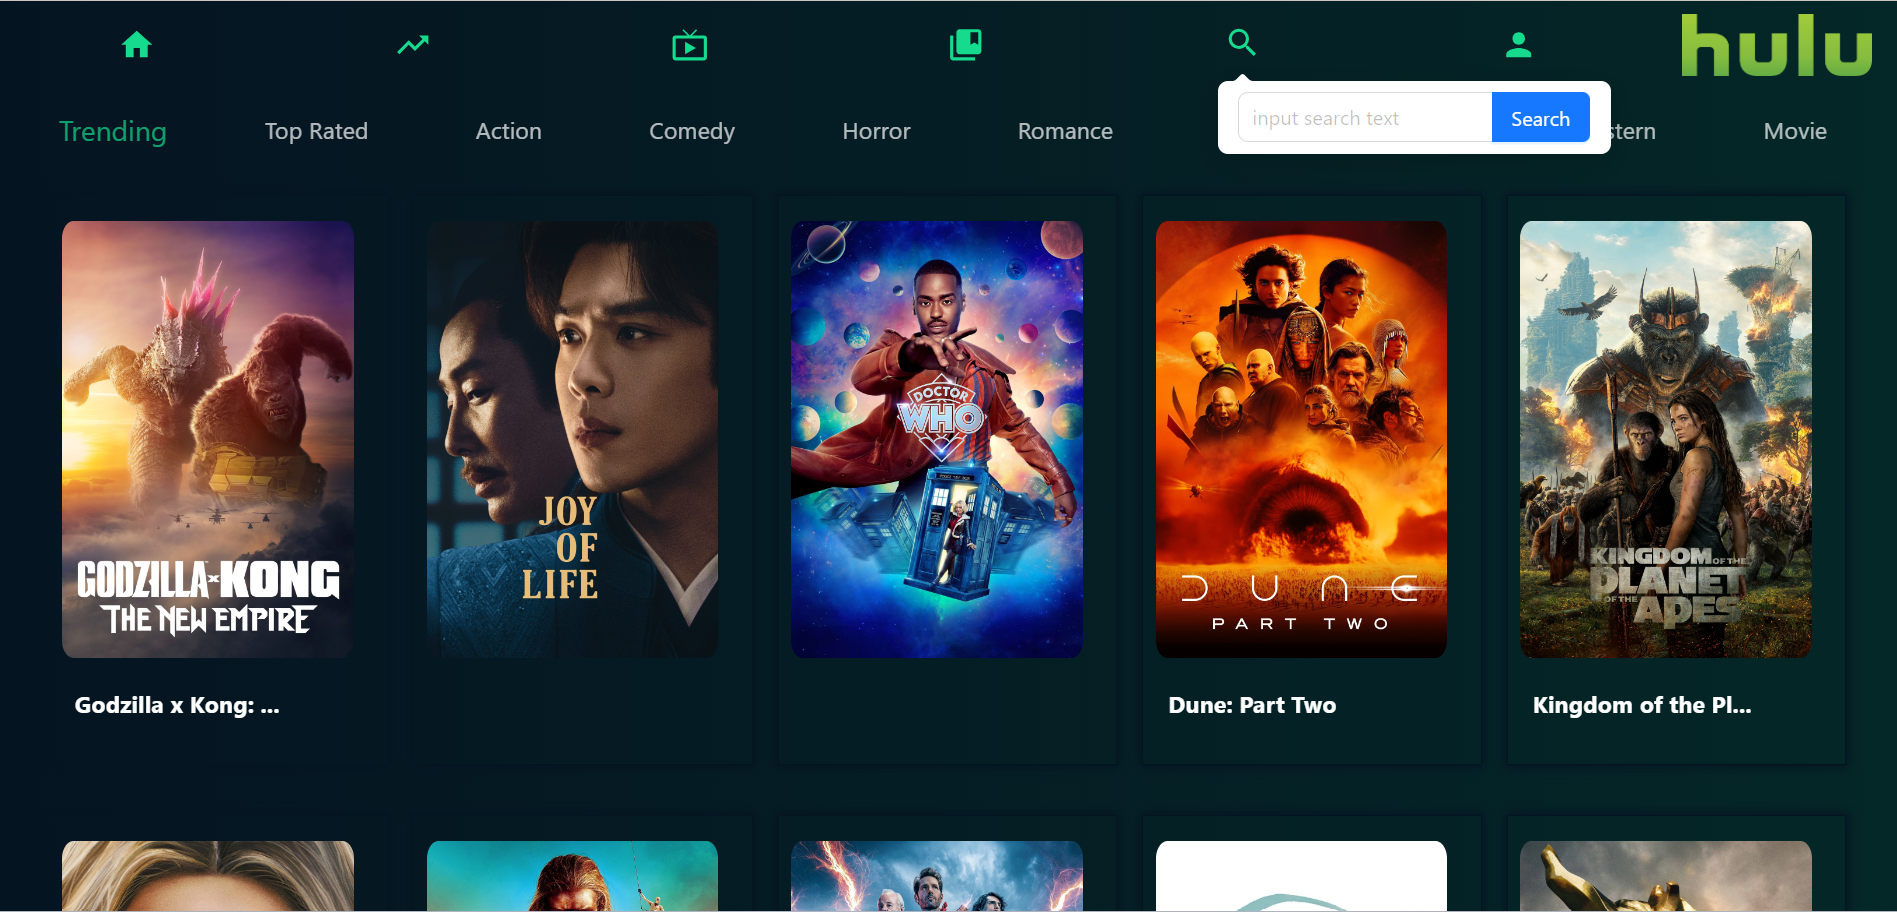 hulu
input search text
Search
Trending
Top Rated
Action
Comedy
Horror
Romance
stern
Movie
GODZILLA x KONG
THE NEW EMPIRE
JOY
OF
LIFE
DOCTOR
WHO
DUNE
PART TWO
KINGDOM OF THE
PLANET
OF THE APES
Godzilla x Kong: ...
Dune: Part Two
Kingdom of the Pl...